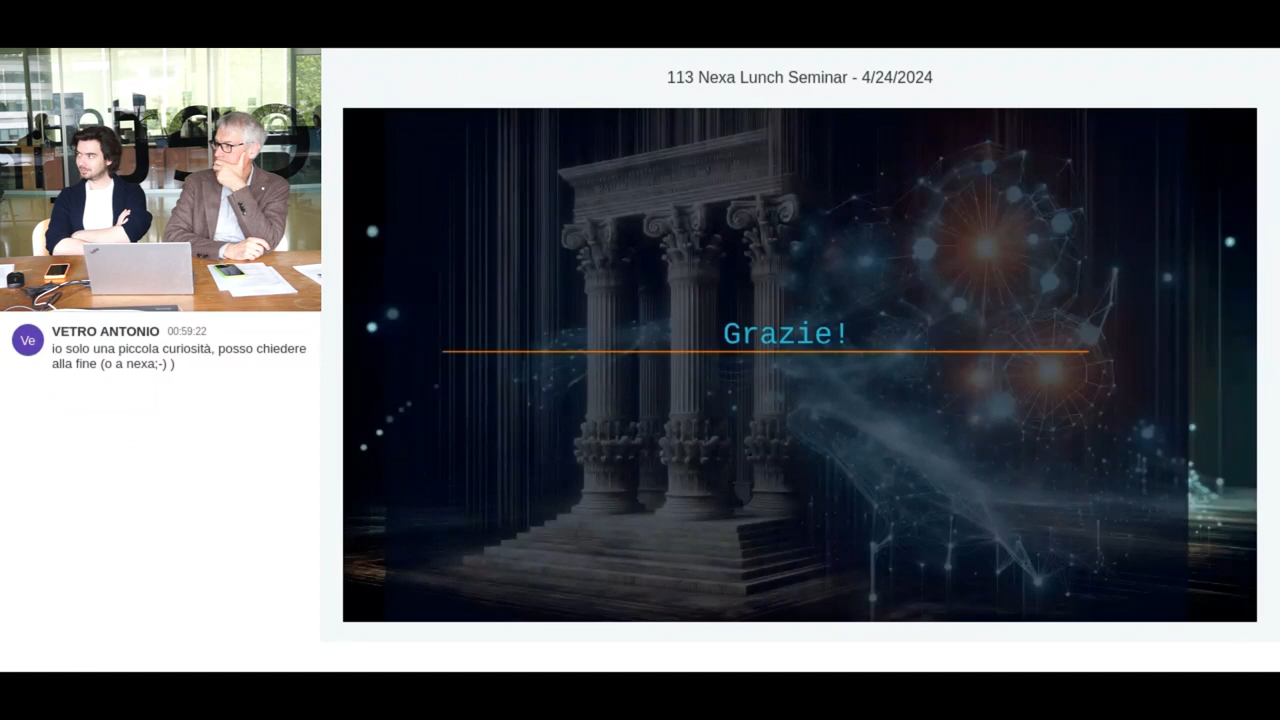 113 Nexa Lunch Seminar - 4/24/2024
Grazie!
Ve
VETRO ANTONIO 00:59:22
io solo una piccola curiosità, posso chiedere
alla fine (o a nexa;-) )